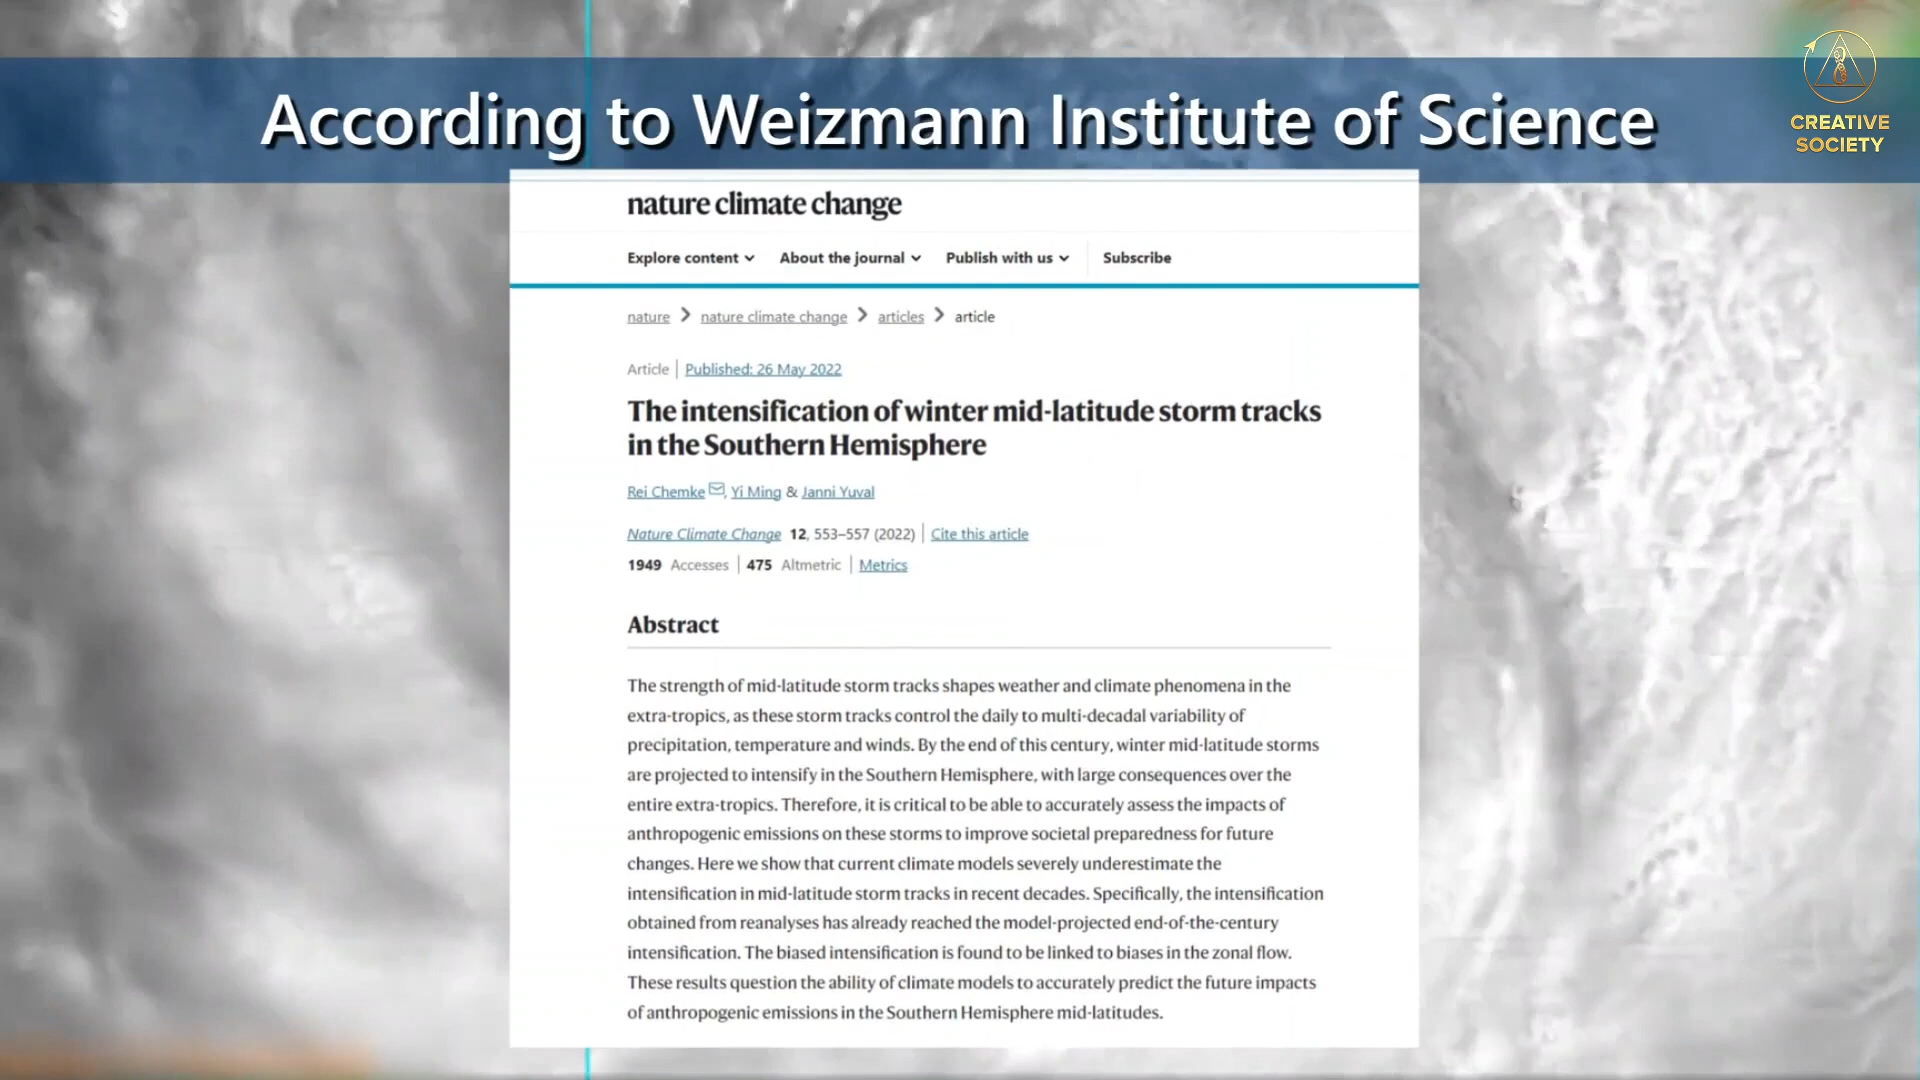 According to Weizmann Institute of Science
CREATIVE
SOCIETY
nature climate change
Explore content About the journal Publish with us Subscribe
nature > nature climate change > articles > article
Article | Published: 26 May 2022
The intensification of winter mid-latitude storm tracks
in the Southern Hemisphere
Rei Chemke, Yi Ming & Janni Yuval
Nature Climate Change 12, 553–557 (2022) | Cite this article
1949 Accesses | 475 Altmetric | Metrics
Abstract
The strength of mid-latitude storm tracks shapes weather and climate phenomena in the
extra-tropics, as these storm tracks control the daily to multi-decadal variability of
precipitation, temperature and winds. By the end of this century, winter mid-latitude storms
are projected to intensify in the Southern Hemisphere, with large consequences over the
entire extra-tropics. Therefore, it is critical to be able to accurately assess the impacts of
anthropogenic emissions on these storms to improve societal preparedness for future
changes. Here we show that current climate models severely underestimate the
intensification in mid-latitude storm tracks in recent decades. Specifically, the intensification
obtained from reanalyses has already reached the model-projected end-of-the-century
intensification. The biased intensification is found to be linked to biases in the zonal flow.
These results question the ability of climate models to accurately predict the future impacts
of anthropogenic emissions in the Southern Hemisphere mid-latitudes.